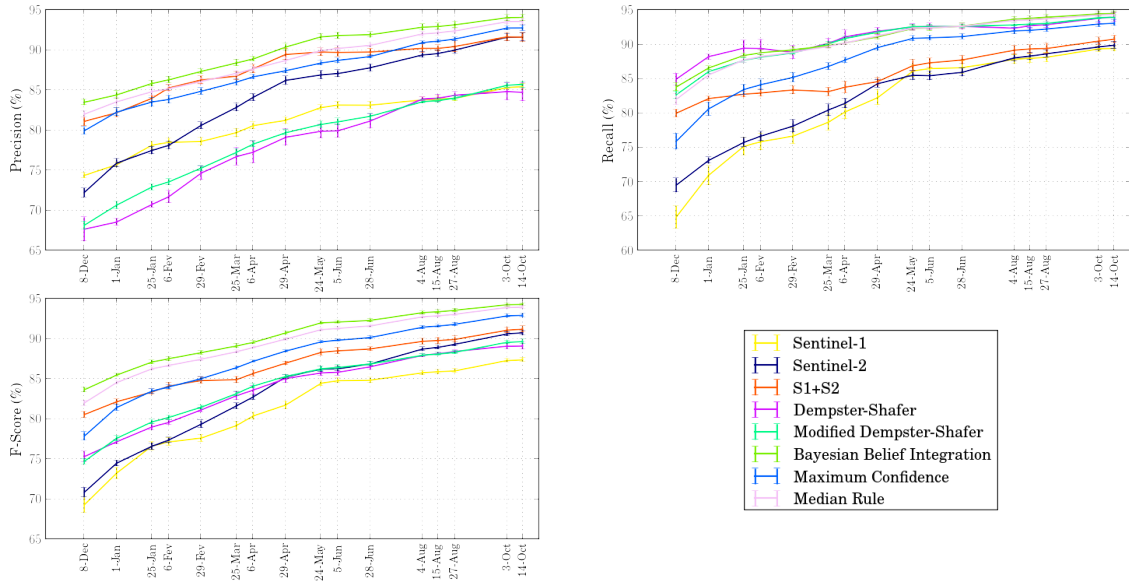 Precision (%)
95
90
85
80
75
70
65
8-Dec
1-Jan
25-Jan
6-Fev
29-Fev
25-Mar
6-Apr
29-Apr
24-May
5-Jun
28-Jun
4-Aug
15-Aug
27-Aug
3-Oct
14-Oct
Recall (%)
95
90
85
80
75
70
65
60
8-Dec
1-Jan
25-Jan
6-Fev
29-Fev
25-Mar
6-Apr
29-Apr
24-May
5-Jun
28-Jun
4-Aug
15-Aug
27-Aug
3-Oct
14-Oct
F-Score (%)
95
90
85
80
75
70
65
8-Dec
1-Jan
25-Jan
6-Fev
29-Fev
25-Mar
6-Apr
29-Apr
24-May
5-Jun
28-Jun
4-Aug
15-Aug
27-Aug
3-Oct
14-Oct
Sentinel-1
Sentinel-2
S1+S2
Dempster-Shafer
Modified Dempster-Shafer
Bayesian Belief Integration
Maximum Confidence
Median Rule